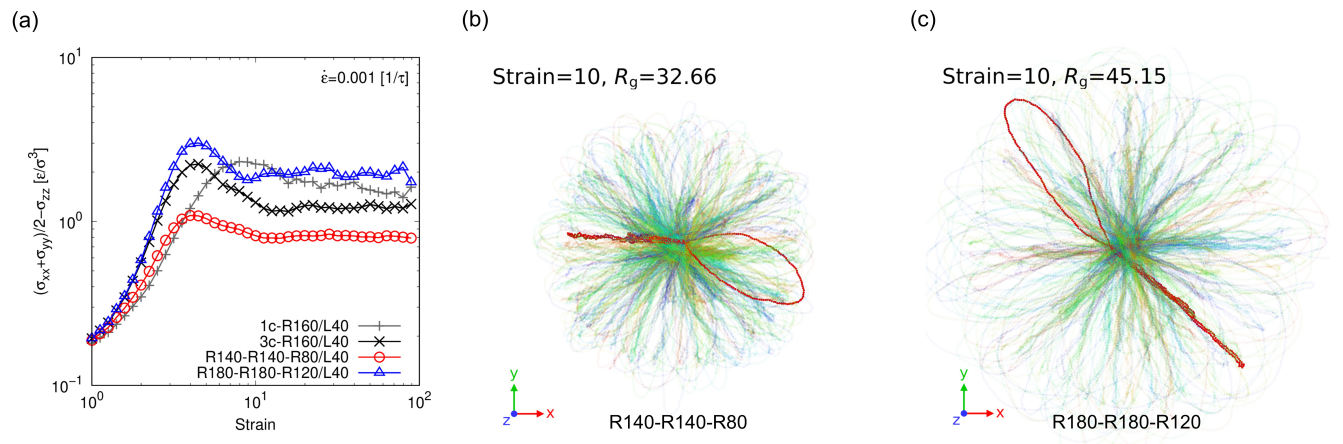 (a)
10¹
10⁰
10⁻¹
(σxx+σyy)/2−σzz [ε/σ³]
ε̇=0.001 [1/τ]
1c-R160/L40
3c-R160/L40
R140-R140-R80/L40
R180-R180-R120/L40
10⁰
10¹
10²
Strain
(b)
Strain=10, Rg=32.66
y
z
x
R140-R140-R80
(c)
Strain=10, Rg=45.15
y
z
x
R180-R180-R120